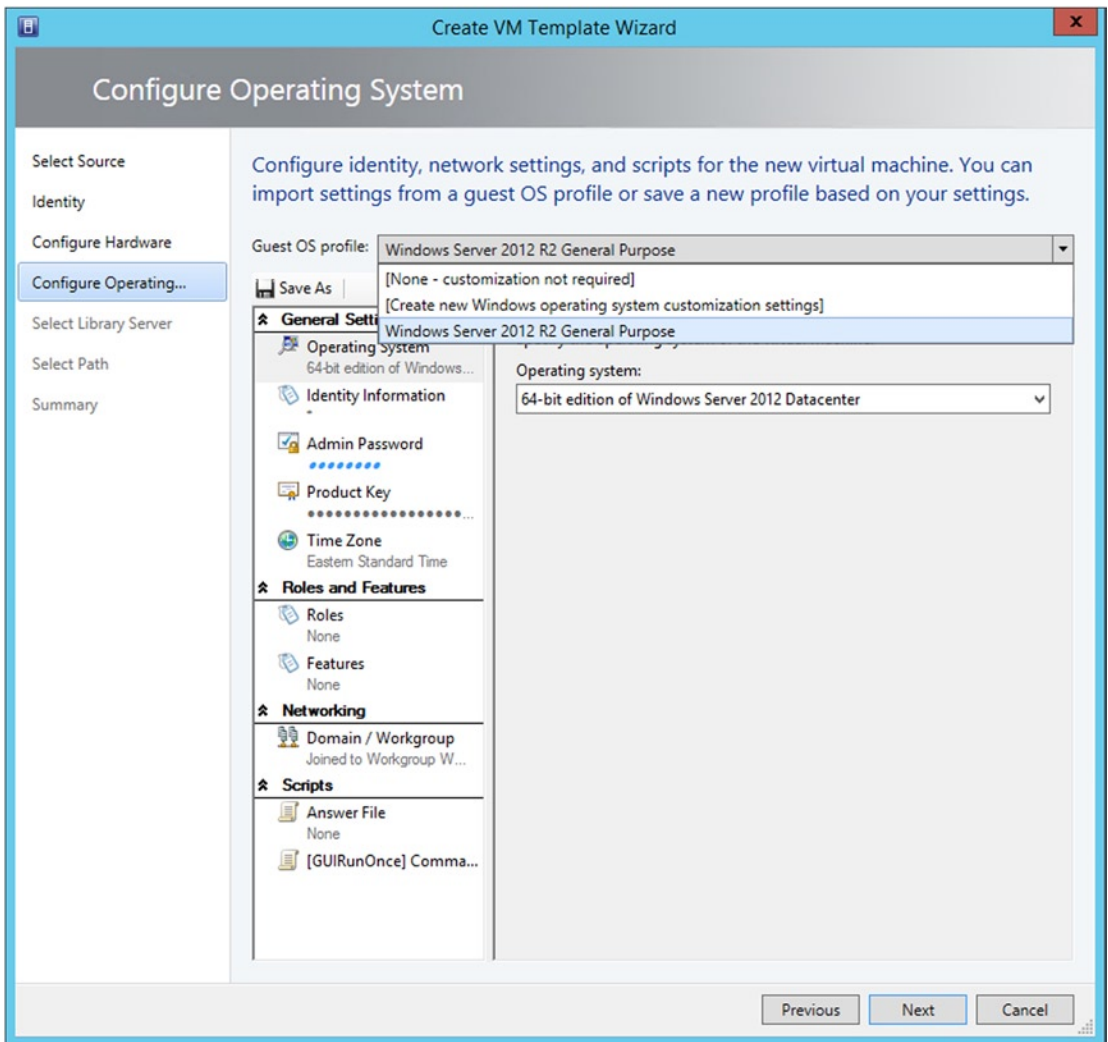 Create VM Template Wizard
x
Configure Operating System
Select Source
Identity
Configure Hardware
Configure Operating...
Select Library Server
Select Path
Summary
Configure identity, network settings, and scripts for the new virtual machine. You can
import settings from a guest OS profile or save a new profile based on your settings.
Guest OS profile:
Windows Server 2012 R2 General Purpose
[None - customization not required]
[Create new Windows operating system customization settings]
Windows Server 2012 R2 General Purpose
Save As
General Setti
Operating System
64-bit edition of Windows...
Identity Information
*
Admin Password
Product Key
...
Time Zone
Eastern Standard Time
Roles and Features
Roles
None
Features
None
Networking
Domain / Workgroup
Joined to Workgroup W...
Scripts
Answer File
None
[GUIRunOnce] Comma...
Operating system:
64-bit edition of Windows Server 2012 Datacenter
Previous
Next
Cancel